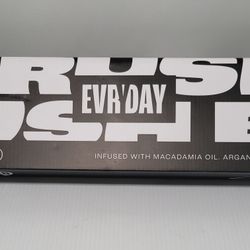 RUSH
EVR'DAY
USH B
INFUSED WITH MACADAMIA OIL. ARGAN